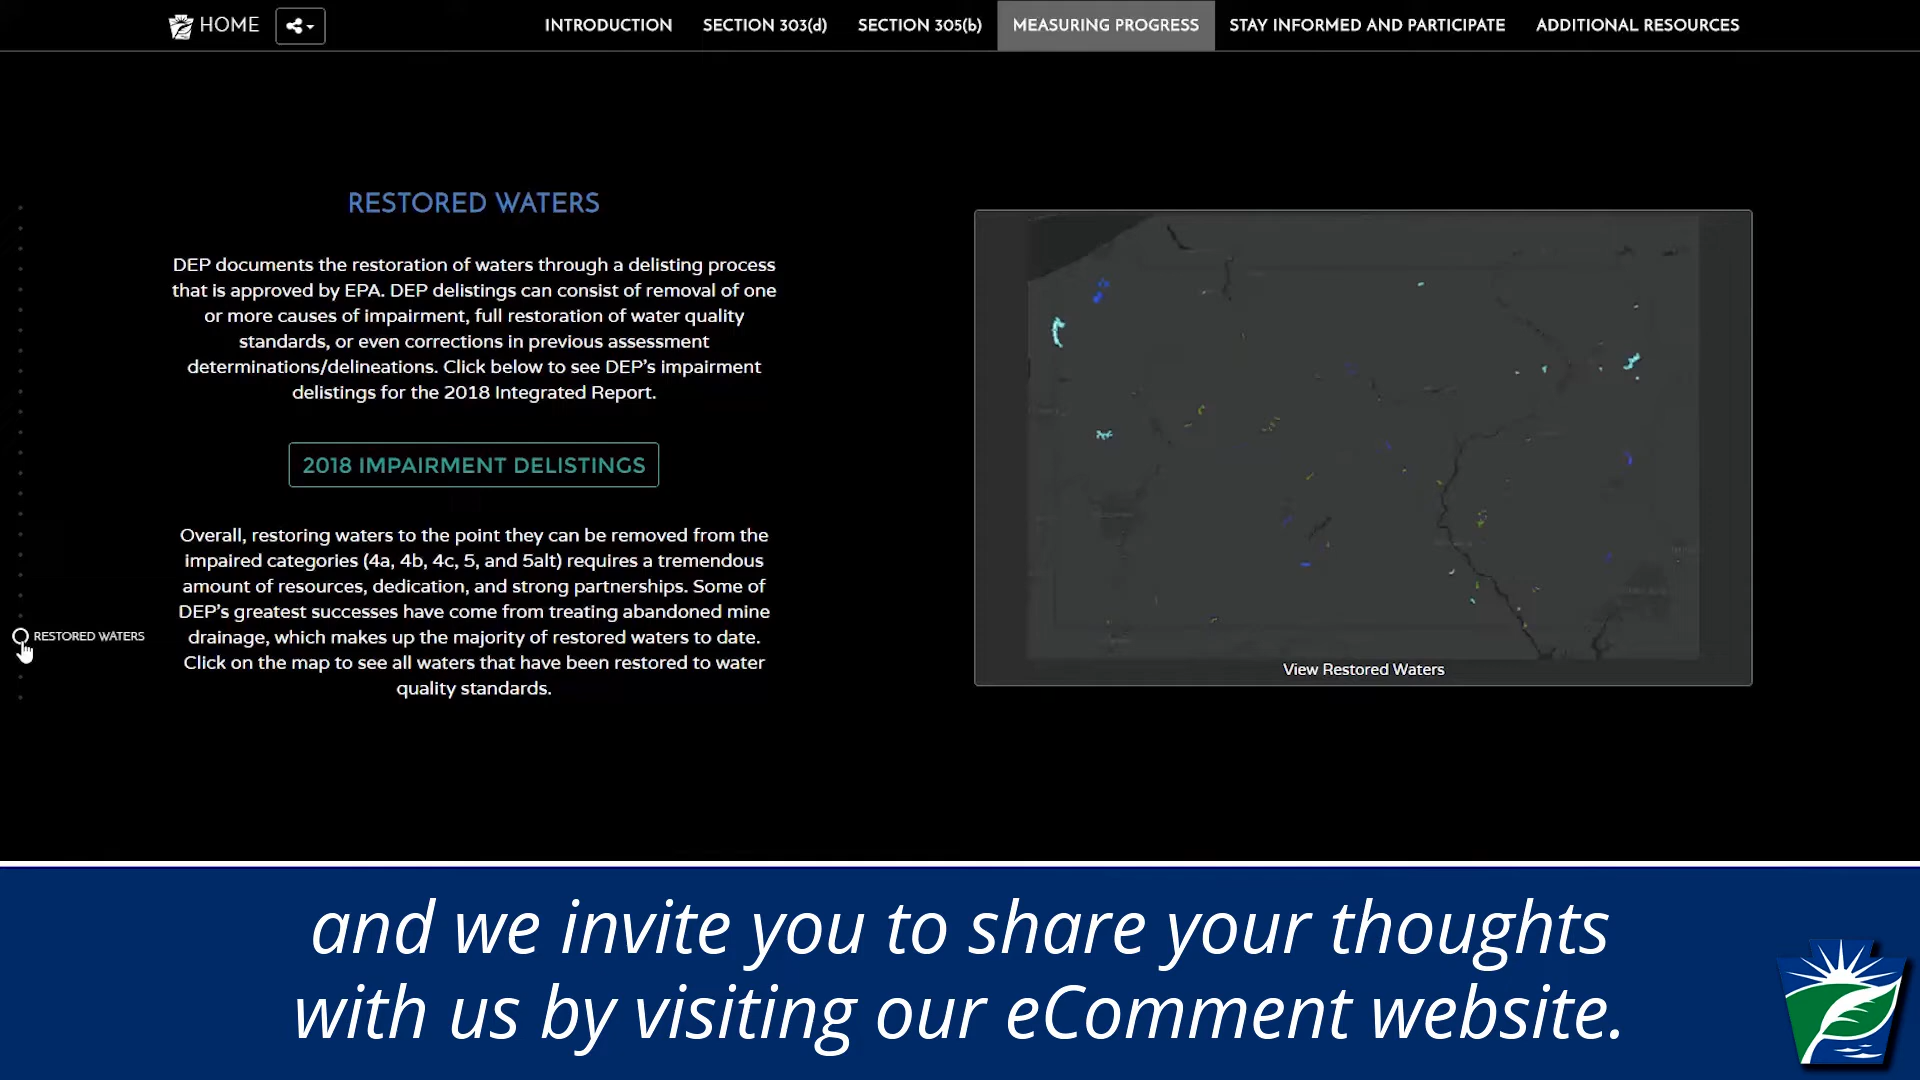 HOME
INTRODUCTION
SECTION 303(d)
SECTION 305(b)
MEASURING PROGRESS
STAY INFORMED AND PARTICIPATE
ADDITIONAL RESOURCES
RESTORED WATERS
DEP documents the restoration of waters through a delisting process
that is approved by EPA. DEP delistings can consist of removal of one
or more causes of impairment, full restoration of water quality
standards, or even corrections in previous assessment
determinations/delineations. Click below to see DEP's impairment
delistings for the 2018 Integrated Report.
2018 IMPAIRMENT DELISTINGS
Overall, restoring waters to the point they can be removed from the
impaired categories (4a, 4b, 4c, 5, and 5alt) requires a tremendous
amount of resources, dedication, and strong partnerships. Some of
DEP's greatest successes have come from treating abandoned mine
drainage, which makes up the majority of restored waters to date.
Click on the map to see all waters that have been restored to water
quality standards.
RESTORED WATERS
View Restored Waters
and we invite you to share your thoughts
with us by visiting our eComment website.